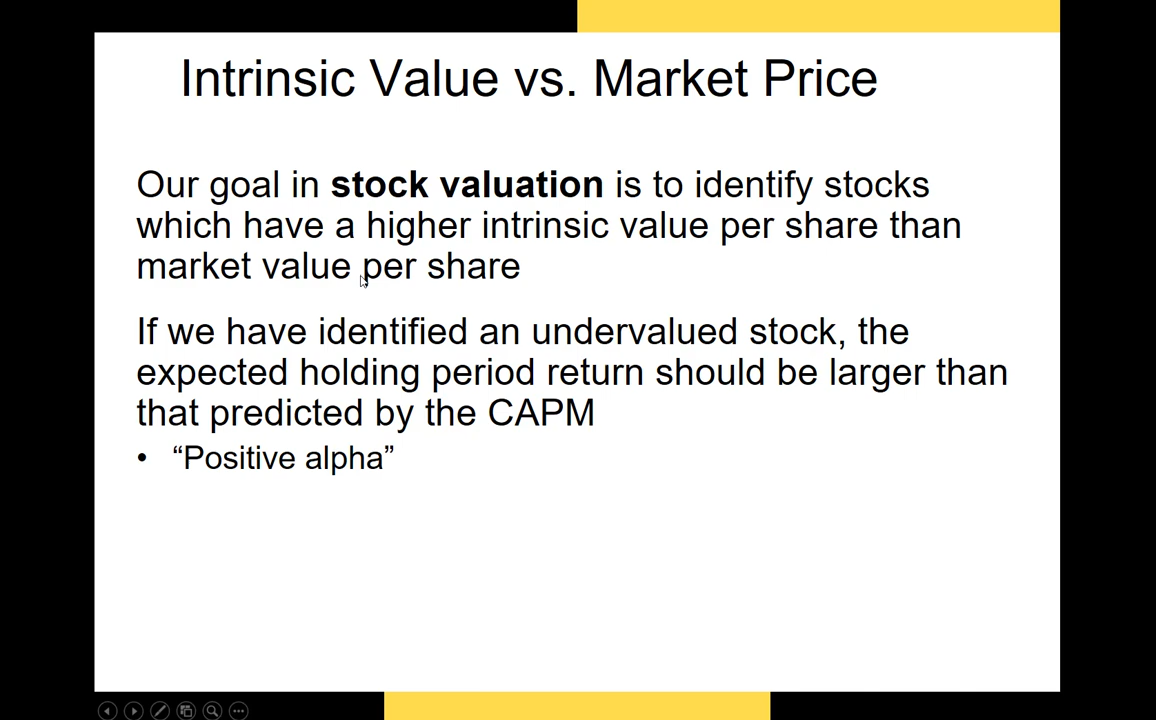 Intrinsic Value vs. Market Price
Our goal in stock valuation is to identify stocks
which have a higher intrinsic value per share than
market value per share
If we have identified an undervalued stock, the
expected holding period return should be larger than
that predicted by the CAPM
• “Positive alpha”